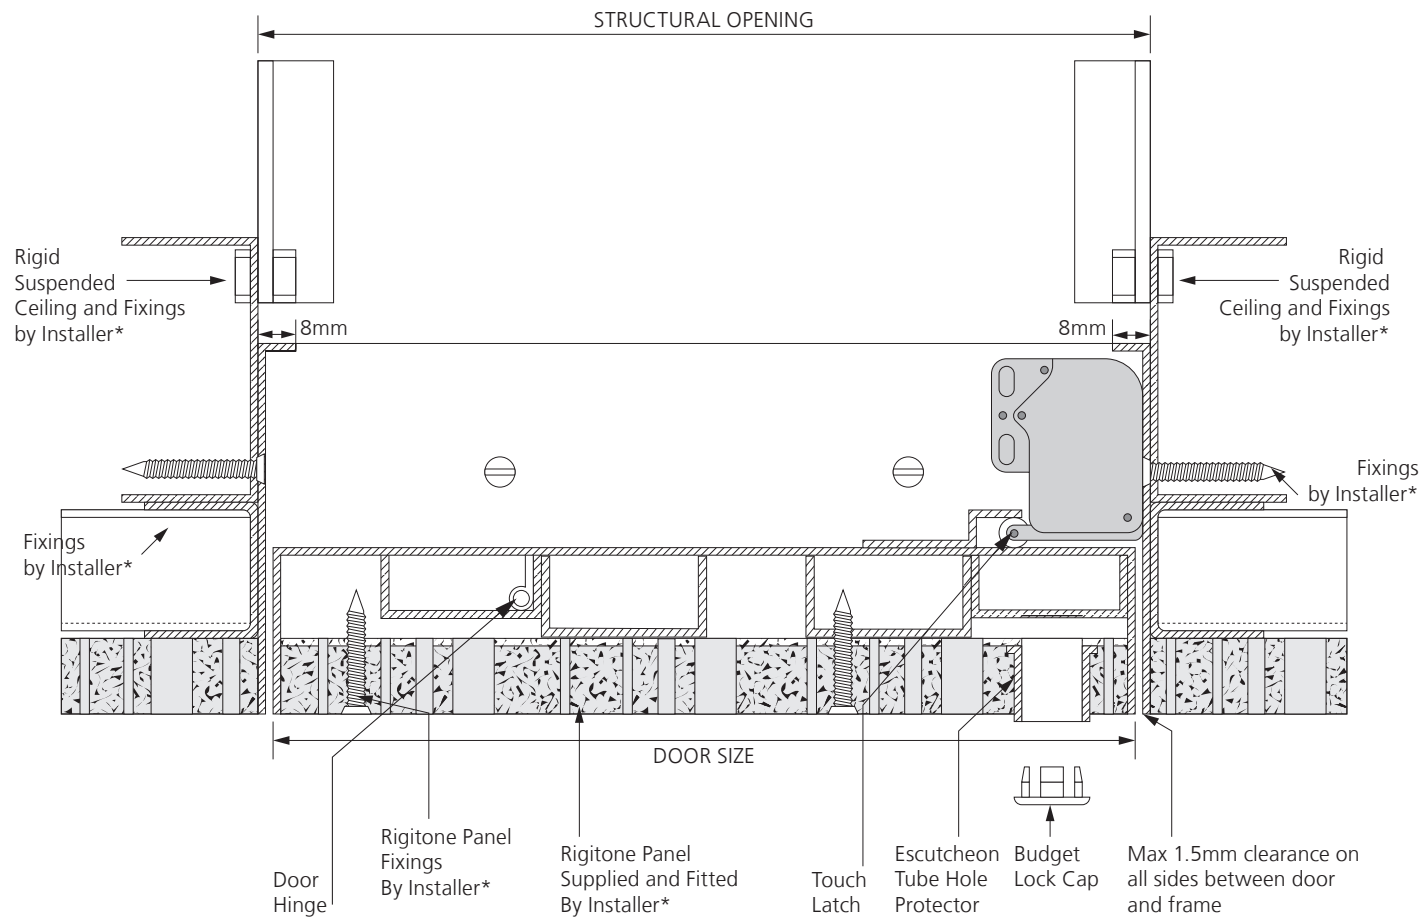 STRUCTURAL OPENING
Rigid
Suspended
Ceiling and Fixings
by Installer*
Rigid
Suspended
Ceiling and Fixings
by Installer*
8mm
8mm
Fixings
by Installer*
Fixings
by Installer*
DOOR SIZE
Door
Hinge
Rigitone Panel
Fixings
By Installer*
Rigitone Panel
Supplied and Fitted
By Installer*
Touch
Latch
Escutcheon
Tube Hole
Protector
Budget
Lock Cap
Max 1.5mm clearance on
all sides between door
and frame